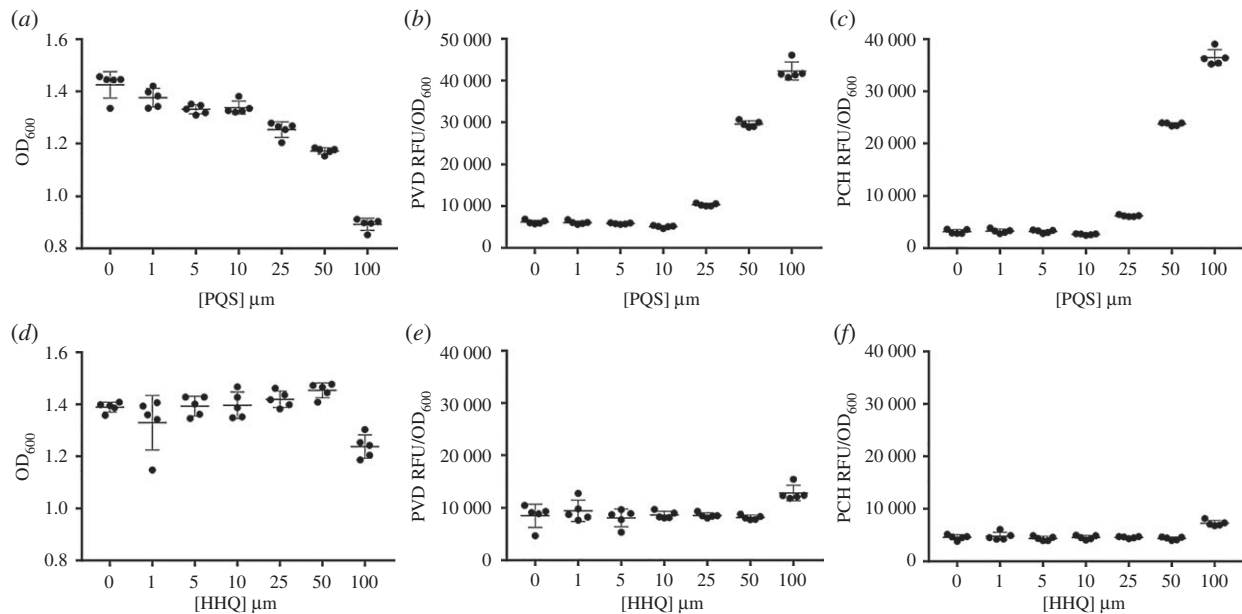 (a)
1.6
1.4
1.2
1.0
0.8
OD600
0 1 5 10 25 50 100
[PQS] µm
(b)
50 000
40 000
30 000
20 000
10 000
0
PVD RFU/OD600
0 1 5 10 25 50 100
[PQS] µm
(c)
40 000
30 000
20 000
10 000
0
PCH RFU/OD600
0 1 5 10 25 50 100
[PQS] µm
(d)
1.6
1.4
1.2
1.0
0.8
OD600
0 1 5 10 25 50 100
[HHQ] µm
(e)
40 000
30 000
20 000
10 000
0
PVD RFU/OD600
0 1 5 10 25 50 100
[HHQ] µm
(f)
40 000
30 000
20 000
10 000
0
PCH RFU/OD600
0 1 5 10 25 50 100
[HHQ] µm